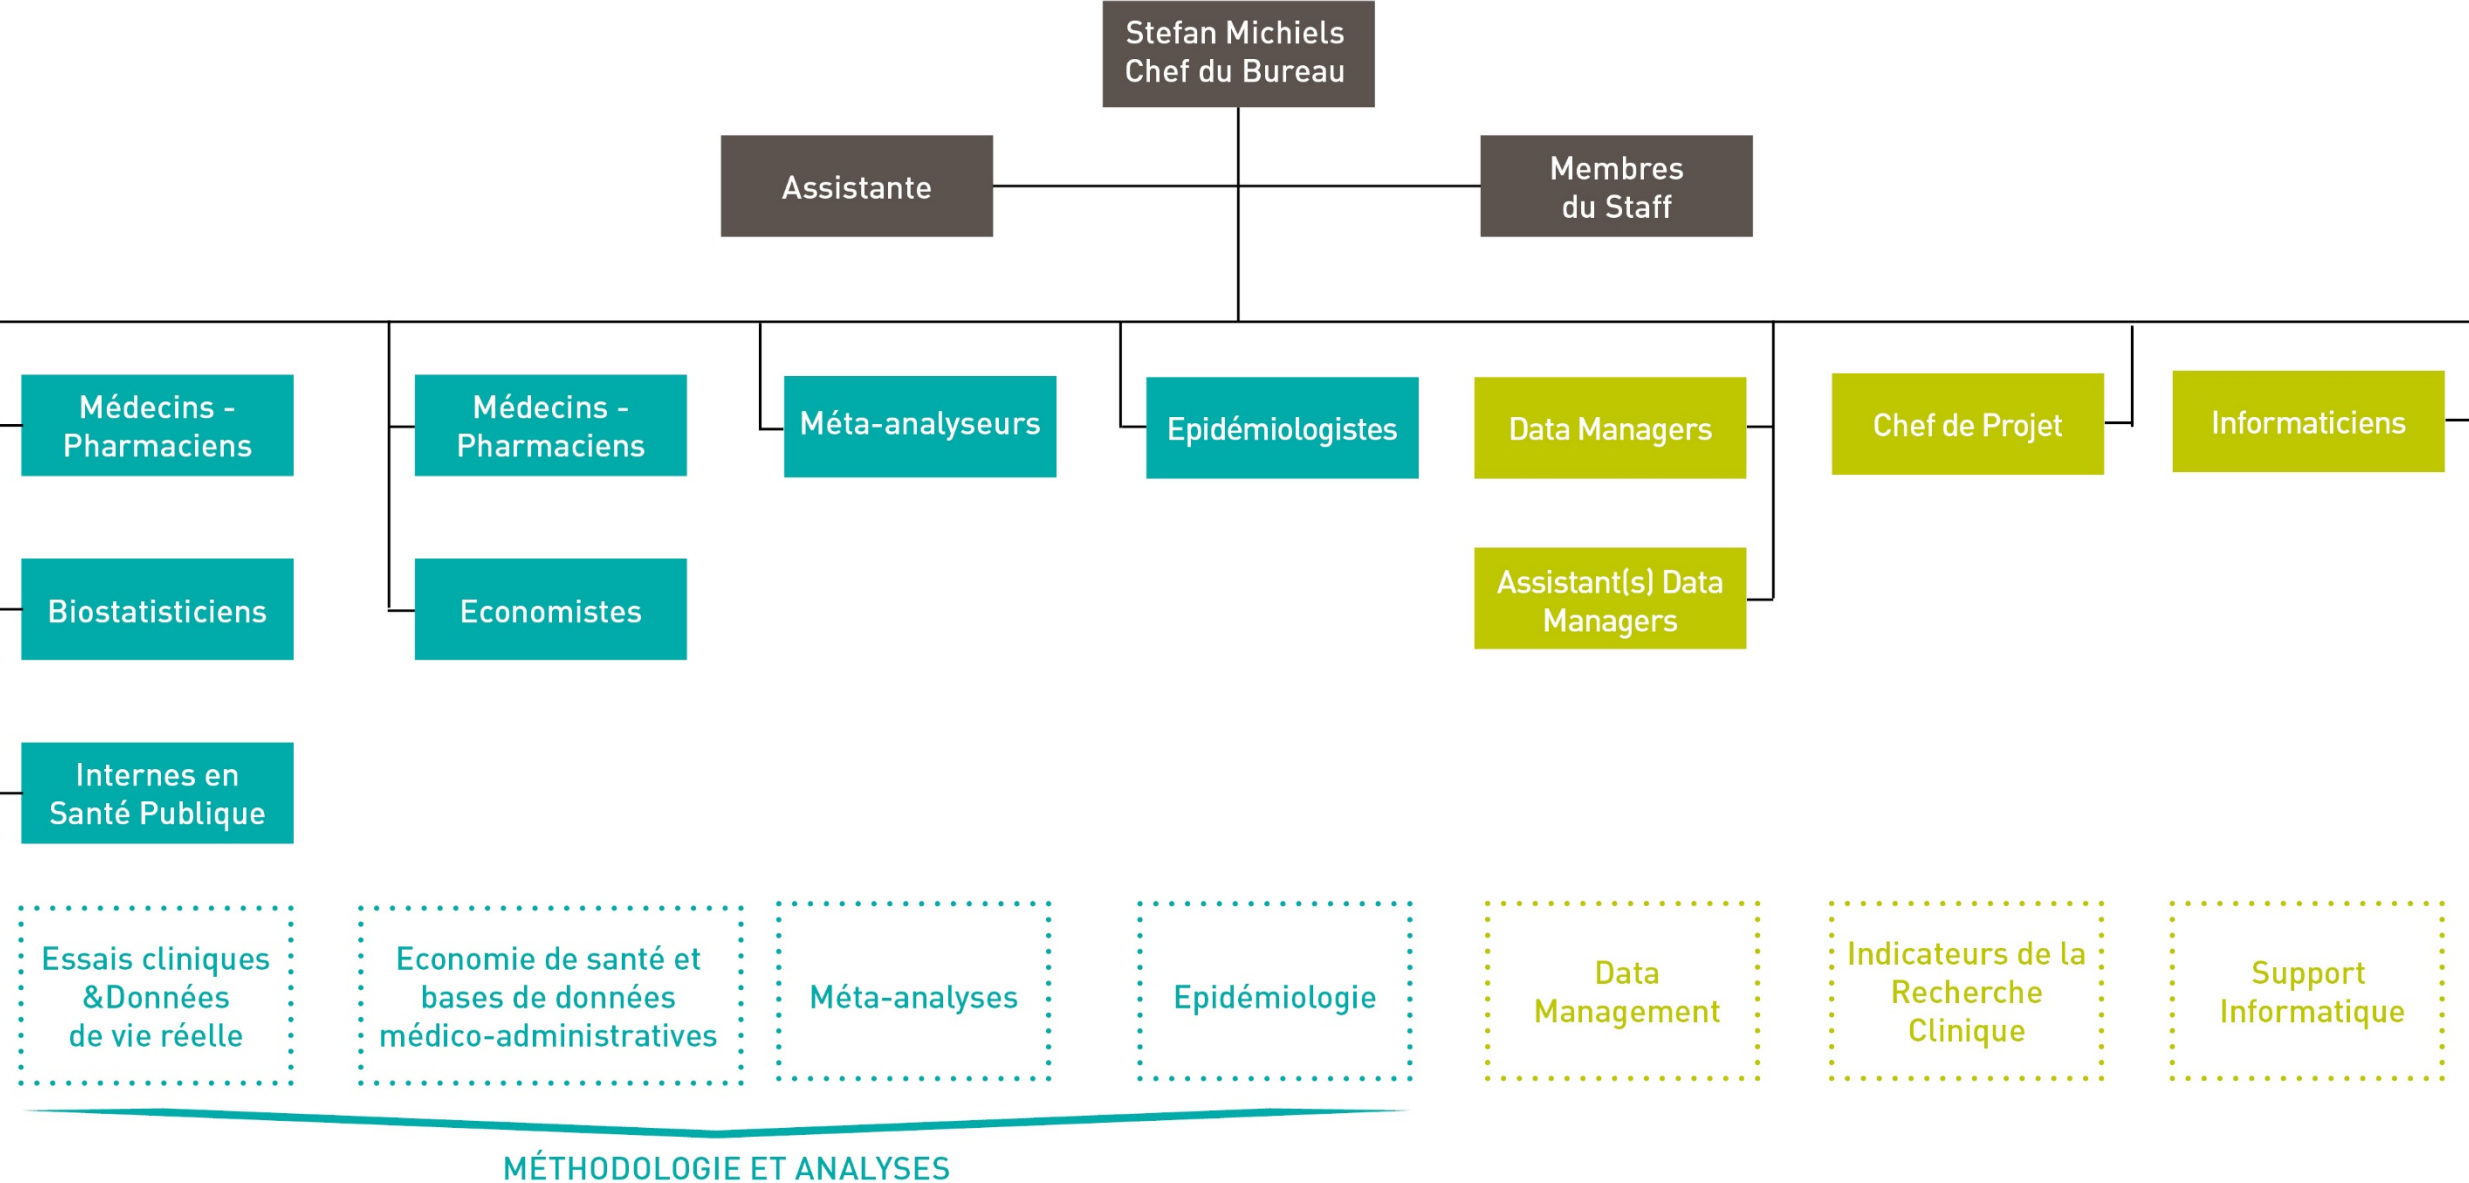 Stefan Michiels
Chef du Bureau
Assistante
Membres
du Staff
Médecins -
Pharmaciens
Médecins -
Pharmaciens
Méta-analyseurs
Epidémiologistes
Data Managers
Chef de Projet
Informaticiens
Biostatisticiens
Economistes
Assistant(s) Data
Managers
Internes en
Santé Publique
Essais cliniques
&Données
de vie réelle
Economie de santé et
bases de données
médico-administratives
Méta-analyses
Epidémiologie
Data
Management
Indicateurs de la
Recherche
Clinique
Support
Informatique
MÉTHODOLOGIE ET ANALYSES